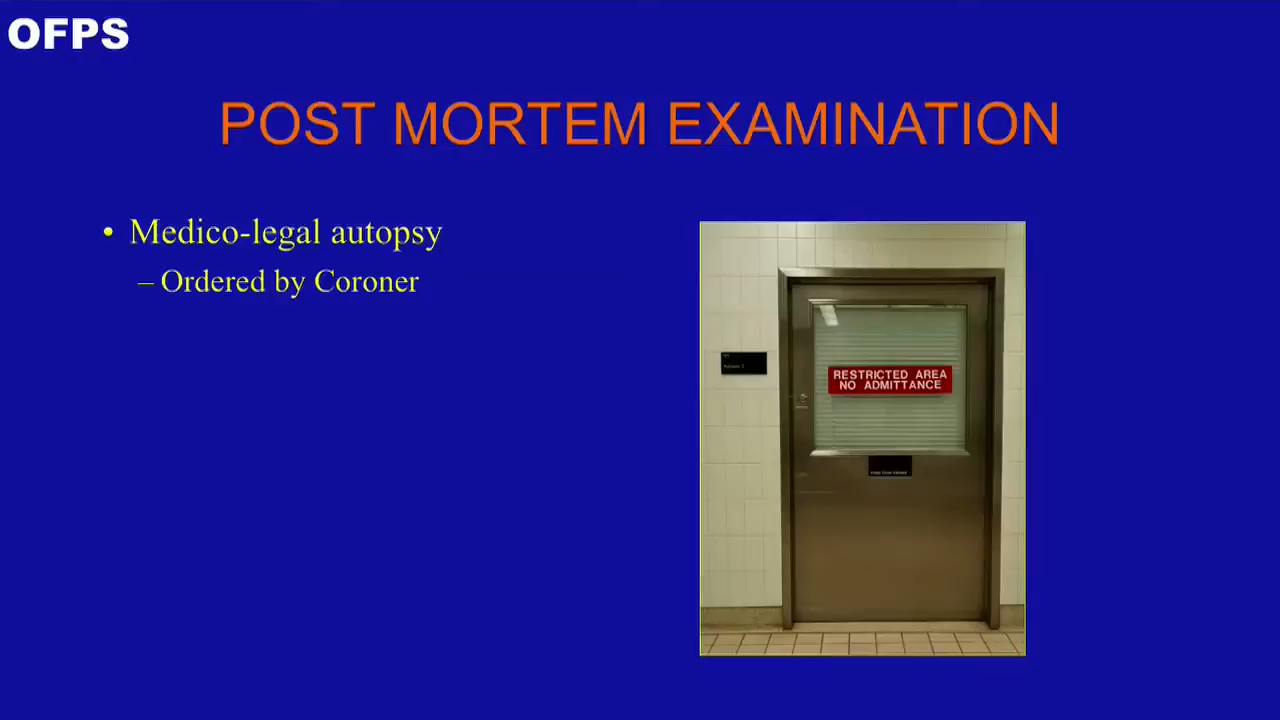 OFPS
POST MORTEM EXAMINATION
• Medico-legal autopsy
– Ordered by Coroner
RESTRICTED AREA
NO ADMITTANCE